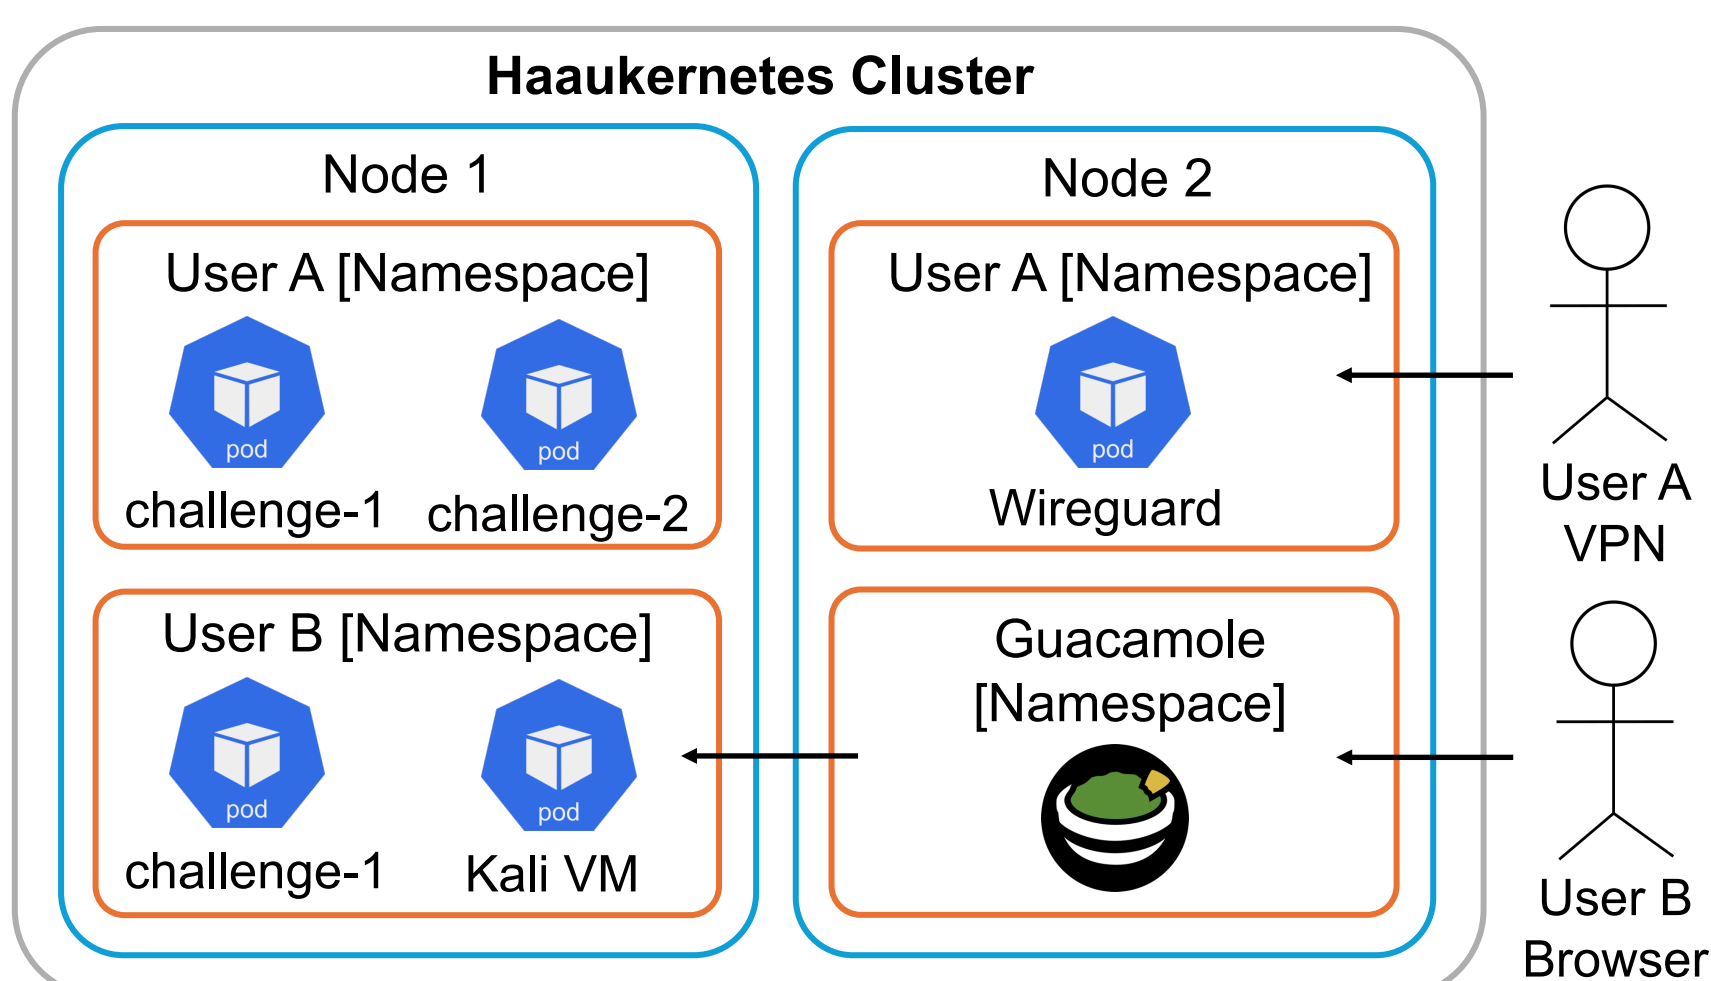 Haaukernetes Cluster
Node 1
User A [Namespace]
pod
pod
challenge-1
challenge-2
User B [Namespace]
pod
pod
challenge-1
Kali VM
Node 2
User A [Namespace]
pod
Wireguard
Guacamole
[Namespace]
User A
VPN
User B
Browser